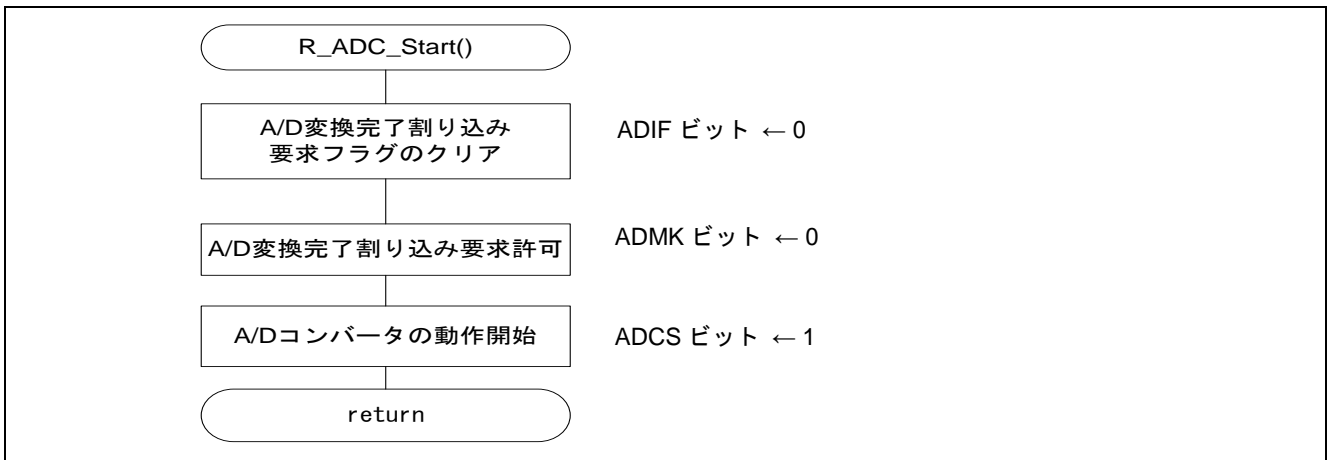 R_ADC_Start()
A/D変換完了割り込み
要求フラグのクリア
ADIF ビット ← 0
A/D変換完了割り込み要求許可
ADMK ビット ← 0
A/Dコンバータの動作開始
ADCS ビット ← 1
return